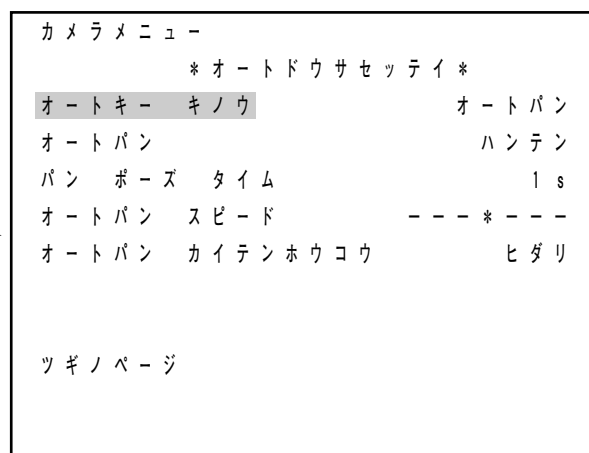 カメラメニュー
*オートドウサセッテイ*
オートキー キノウ オートパン
オートパン ハンテン
パン ポーズ タイム 1s
オートパン スピード ---*---
オートパン カイテンホウコウ ヒダリ
ツギノページ